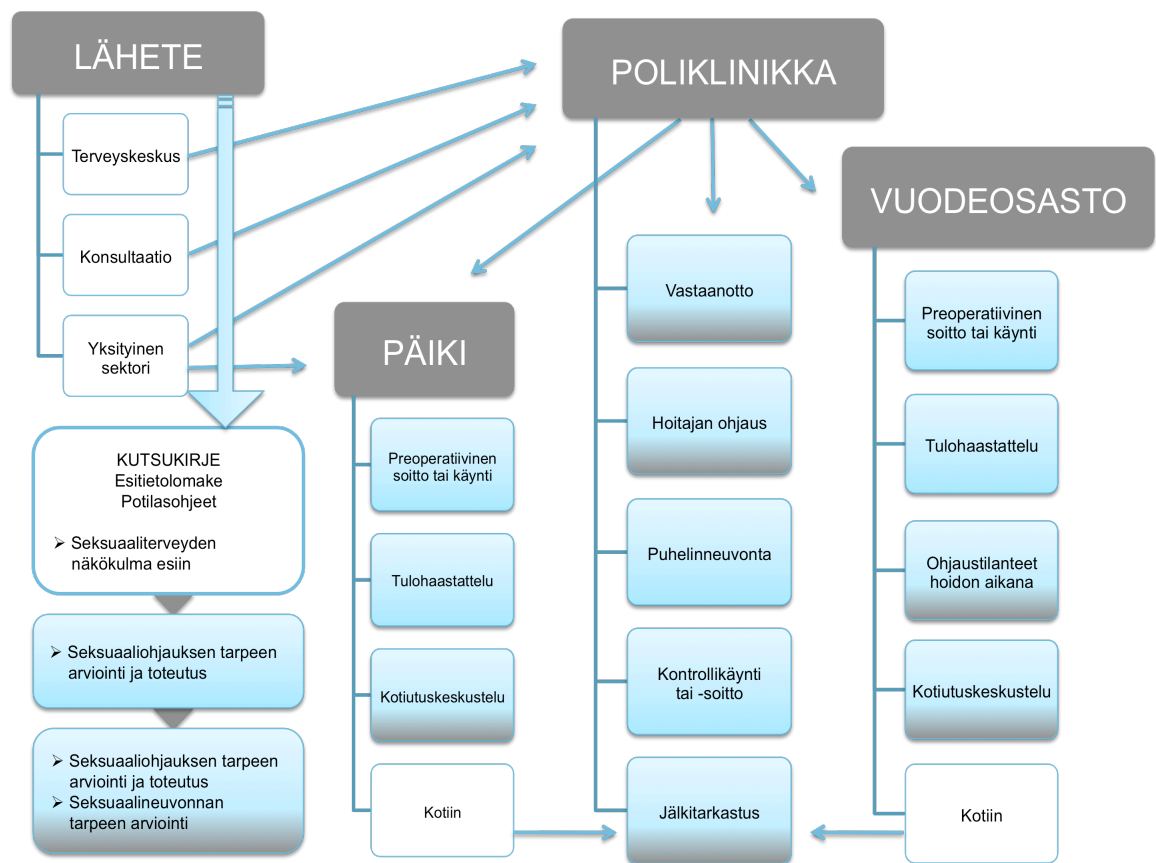 LÄHETE
Terveyskeskus
Konsultaatio
Yksityinen
sektori
KUTSUKIRJE
Esitietolomake
Potilasohjeet
➢ Seksuaaliterveyden
näkökulma esiin
➢ Seksuaaliohjauksen tarpeen
arviointi ja toteutus
➢ Seksuaaliohjauksen tarpeen
arviointi ja toteutus
➢ Seksuaalineuvonnan
tarpeen arviointi
PÄIKI
Preoperatiivinen
soitto tai käynti
Tulohaastattelu
Kotiutuskeskustelu
Kotiin
POLIKLINIKKA
Vastaanotto
Hoitajan ohjaus
Puhelinneuvonta
Kontrollikäynti
tai -soitto
Jälkitarkastus
VUODEOSASTO
Preoperatiivinen
soitto tai käynti
Tulohaastattelu
Ohjaustilanteet
hoidon aikana
Kotiutuskeskustelu
Kotiin